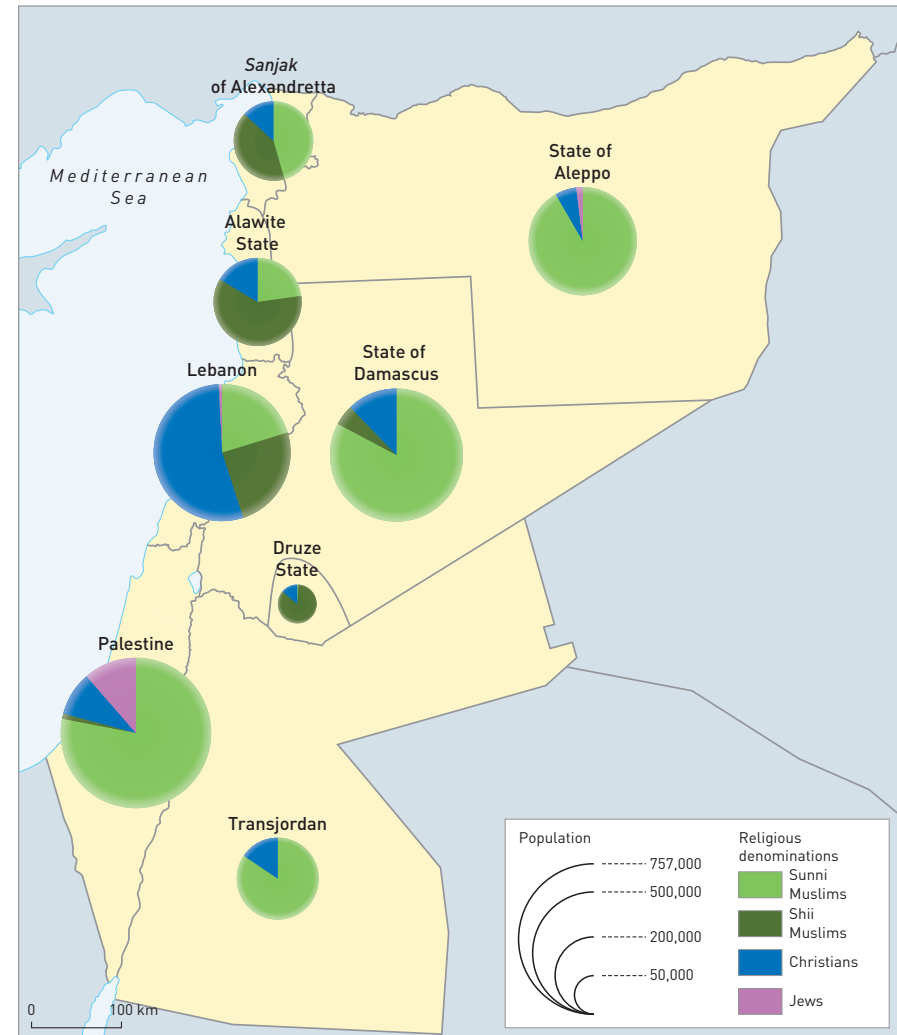 Sanjak
of Alexandretta
Mediterranean
Sea
State of
Aleppo
Alawite
State
Lebanon
State of
Damascus
Druze
State
Palestine
Transjordan
Population
757,000
500,000
200,000
50,000
Religious
denominations
Sunni
Muslims
Shii
Muslims
Christians
Jews
0 100 km